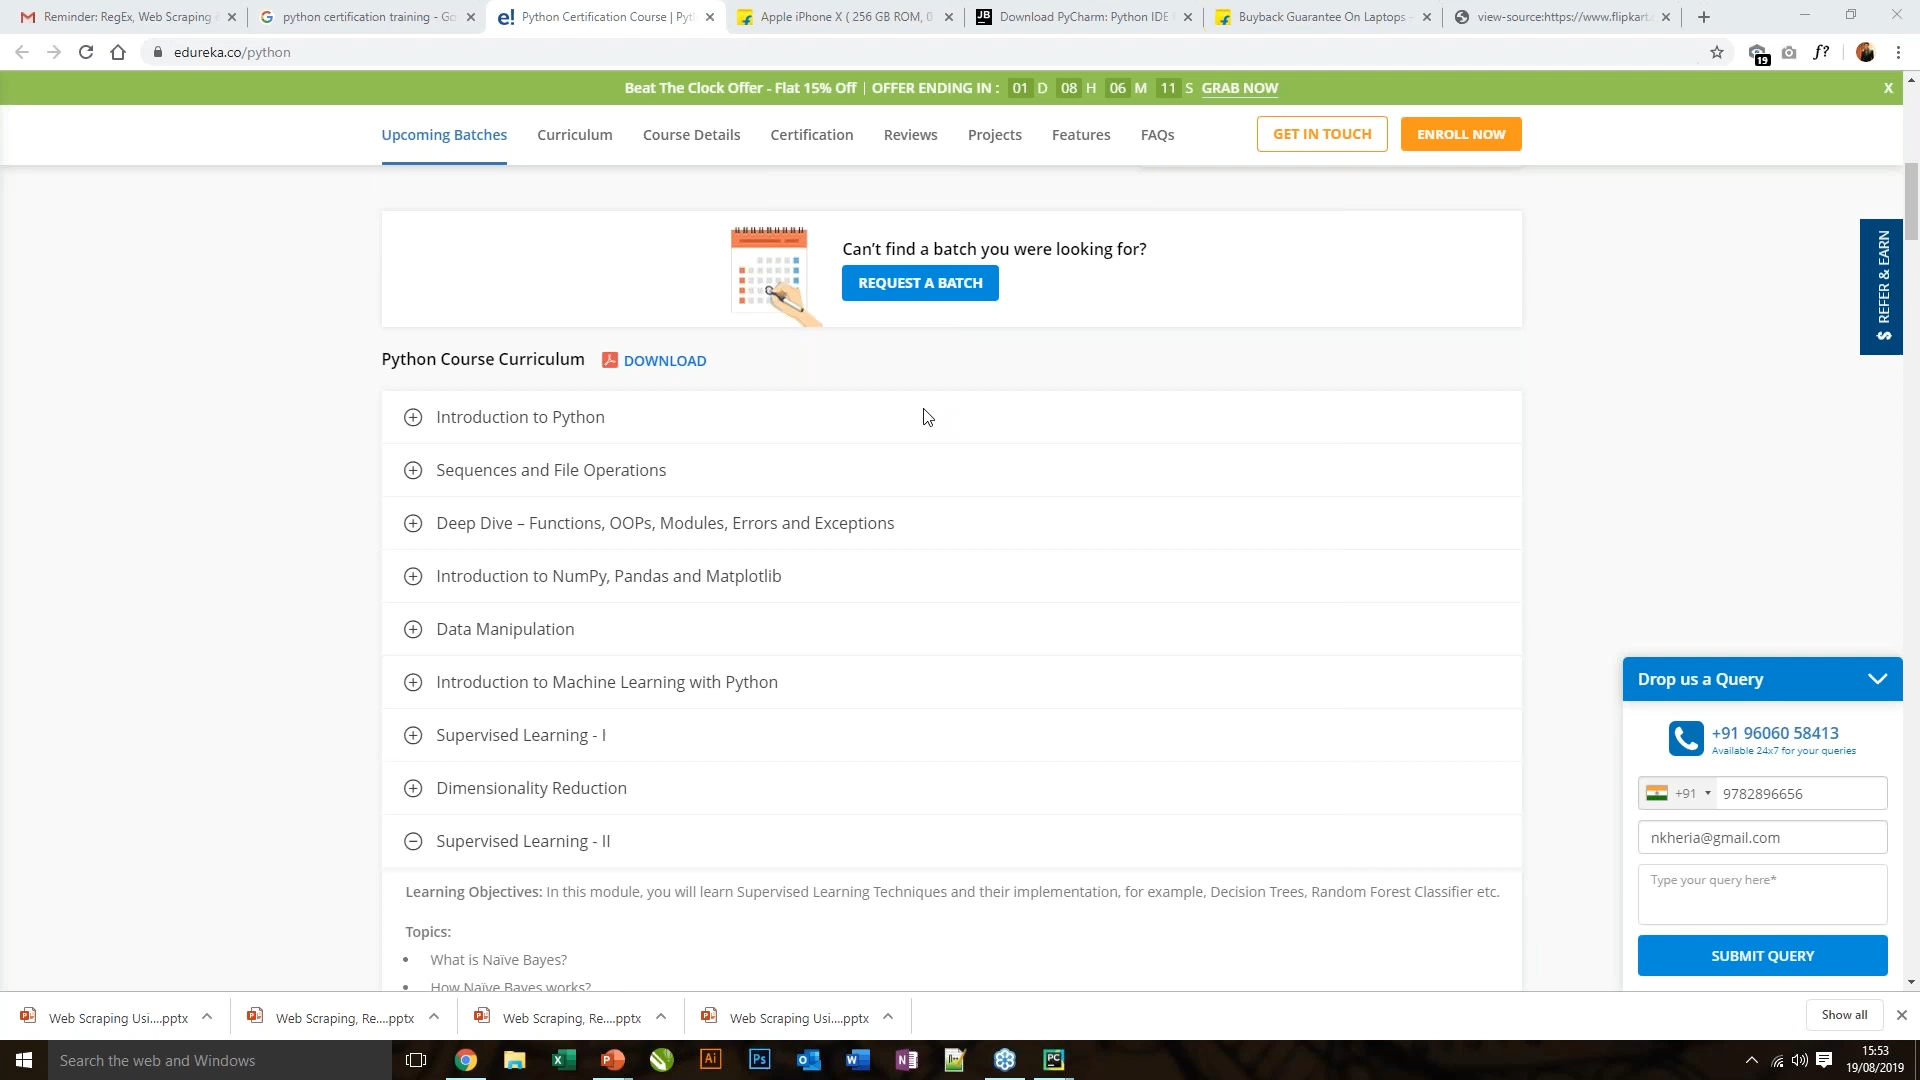 Reminder: RegEx, Web Scraping
python certification training - Go
Python Certification Course | Pyt
Apple iPhone X ( 256 GB ROM, 0
Download PyCharm: Python IDE
Buyback Guarantee On Laptops
view-source:https://www.flipkart
edureka.co/python
19
f?
Beat The Clock Offer - Flat 15% Off | OFFER ENDING IN : 01 D 08 H 06 M 11 S GRAB NOW
X
Upcoming Batches
Curriculum
Course Details
Certification
Reviews
Projects
Features
FAQs
GET IN TOUCH
ENROLL NOW
$ REFER & EARN
Can't find a batch you were looking for?
REQUEST A BATCH
Python Course Curriculum
DOWNLOAD
Introduction to Python
Sequences and File Operations
Deep Dive – Functions, OOPs, Modules, Errors and Exceptions
Introduction to NumPy, Pandas and Matplotlib
Data Manipulation
Introduction to Machine Learning with Python
Supervised Learning - I
Dimensionality Reduction
Supervised Learning - II
Learning Objectives: In this module, you will learn Supervised Learning Techniques and their implementation, for example, Decision Trees, Random Forest Classifier etc.
Topics:
• What is Naïve Bayes?
• How Naïve Bayes works?
Drop us a Query
+91 96060 58413
Available 24x7 for your queries
+91
9782896656
nkheria@gmail.com
Type your query here*
SUBMIT QUERY
Web Scraping Usi....pptx
Web Scraping, Re....pptx
Web Scraping, Re....pptx
Web Scraping Usi....pptx
Show all
Search the web and Windows
15:53
19/08/2019